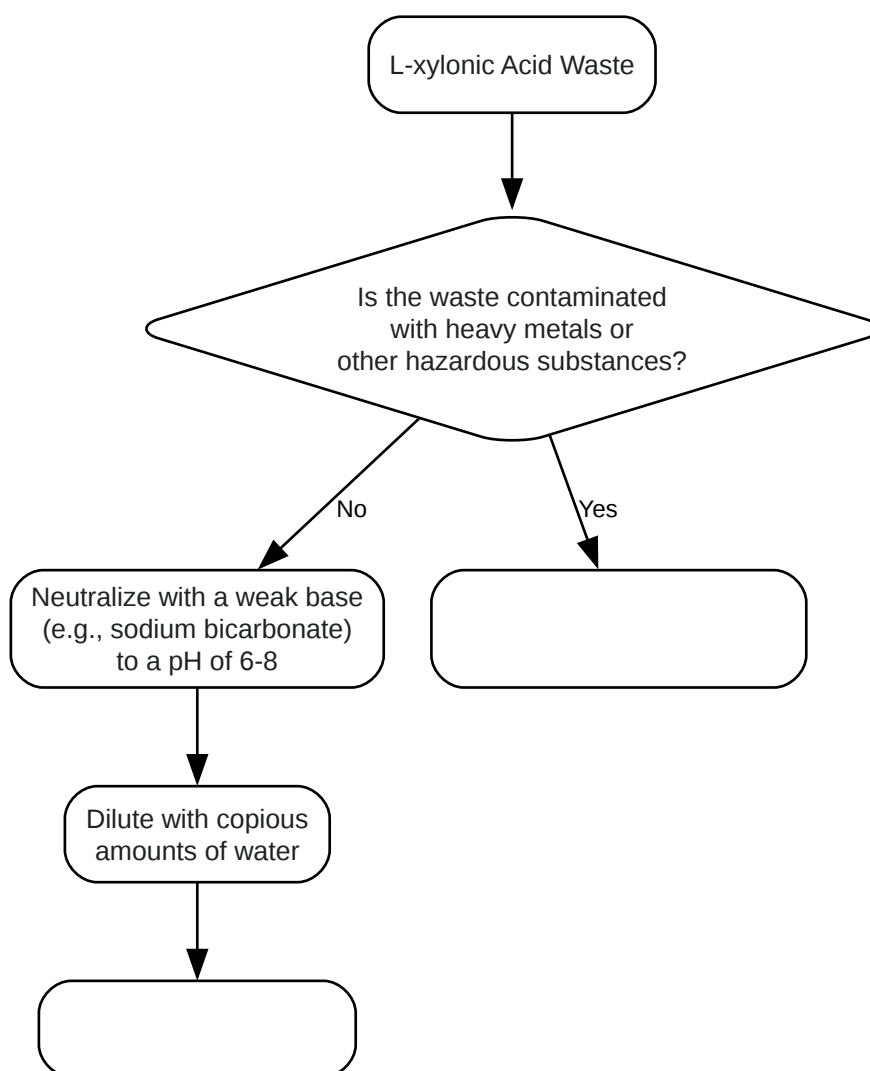 L-xylonic Acid Waste
Is the waste contaminated
with heavy metals or
other hazardous substances?
No
Yes
Neutralize with a weak base
(e.g., sodium bicarbonate)
to a pH of 6-8
Dilute with copious
amounts of water